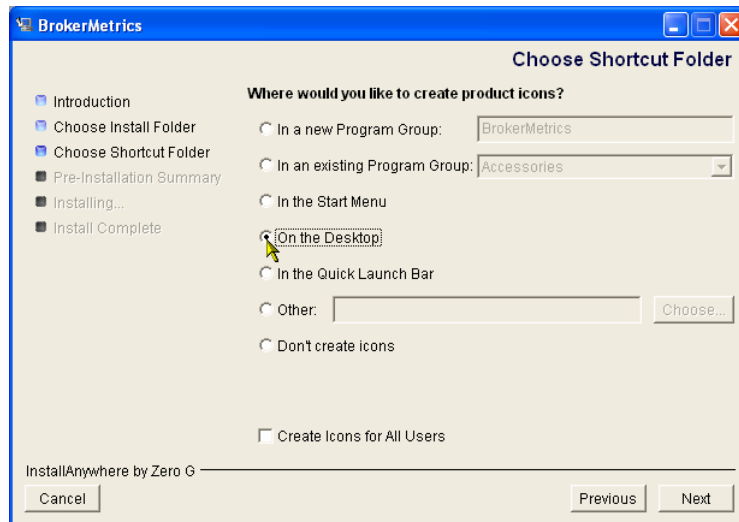 BrokerMetrics
Choose Shortcut Folder
Introduction
Choose Install Folder
Choose Shortcut Folder
Pre-Installation Summary
Installing...
Install Complete
Where would you like to create product icons?
In a new Program Group: BrokerMetrics
In an existing Program Group: Accessories
In the Start Menu
On the Desktop
In the Quick Launch Bar
Other: Choose...
Don't create icons
Create Icons for All Users
InstallAnywhere by Zero G
Cancel Previous Next